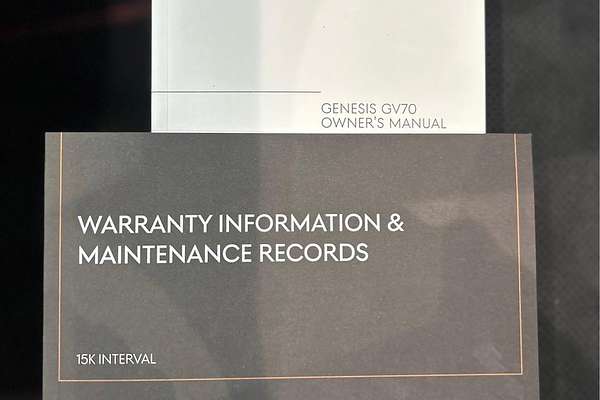 GENESIS GV70
OWNER'S MANUAL
WARRANTY INFORMATION &
MAINTENANCE RECORDS
15K INTERVAL